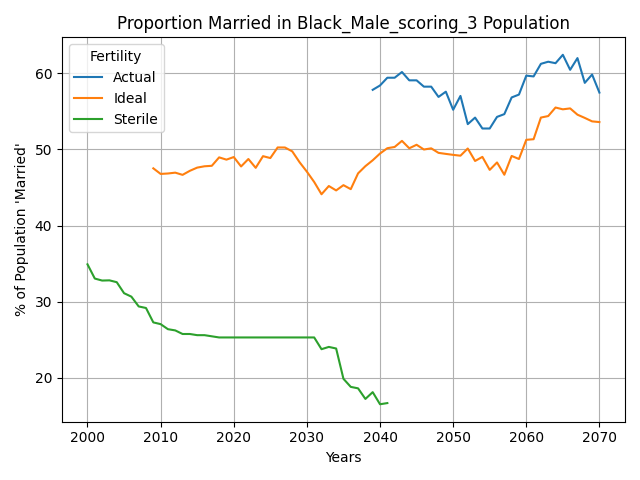 Proportion Married in Black_Male_scoring_3 Population
% of Population 'Married'
Fertility
Actual
Ideal
Sterile
60
50
40
30
20
2000 2010 2020 2030 2040 2050 2060 2070
Years